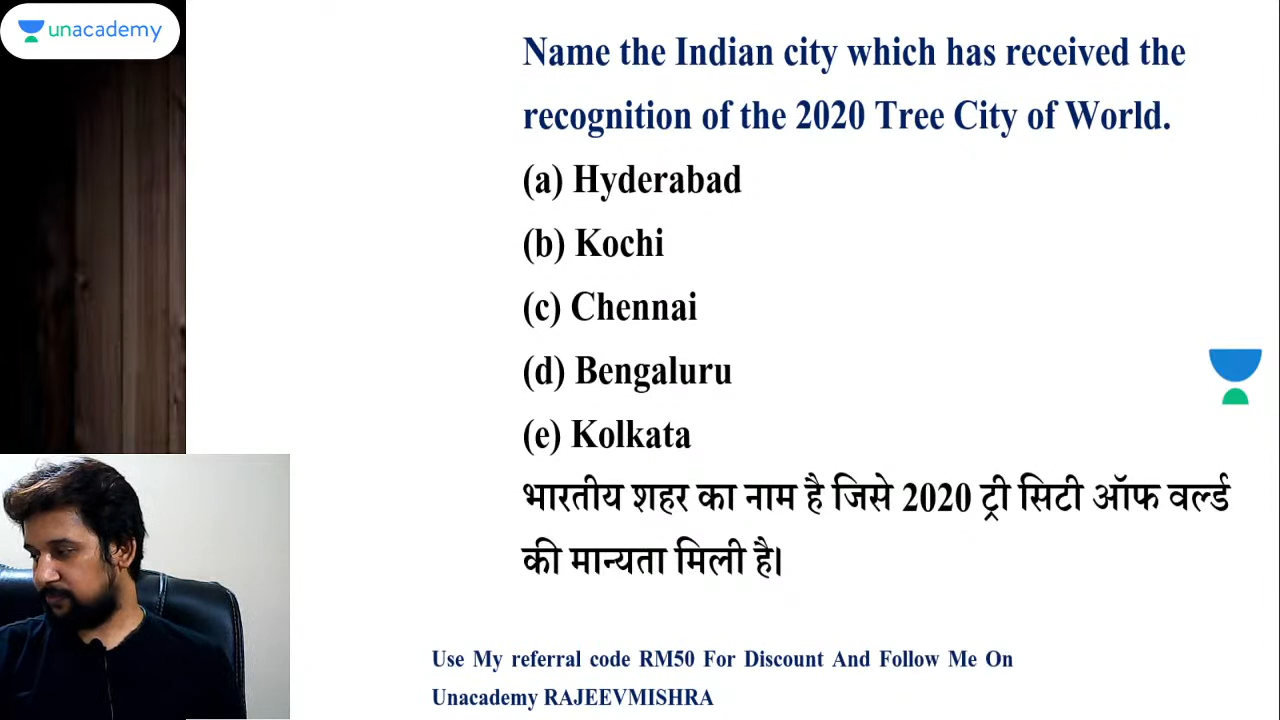 unacademy
Name the Indian city which has received the
recognition of the 2020 Tree City of World.
(a) Hyderabad
(b) Kochi
(c) Chennai
(d) Bengaluru
(e) Kolkata
भारतीय शहर का नाम है जिसे 2020 ट्री सिटी ऑफ वर्ल्ड
की मान्यता मिली है।
Use My referral code RM50 For Discount And Follow Me On
Unacademy RAJEEVMISHRA